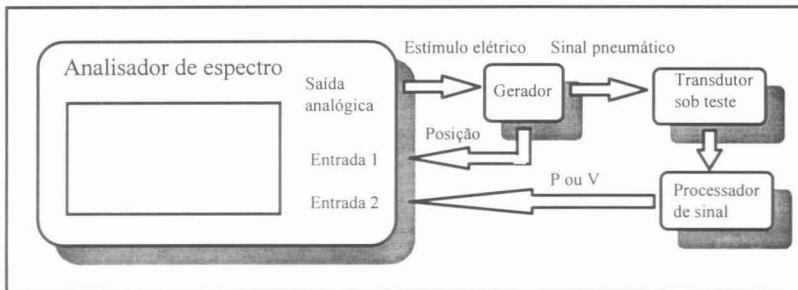 Analisador de espectro
Saída
analógica
Entrada 1
Entrada 2
Estímulo elétrico
Gerador
Posição
Sinal pneumático
Transdutor
sob teste
P ou V
Processador
de sinal